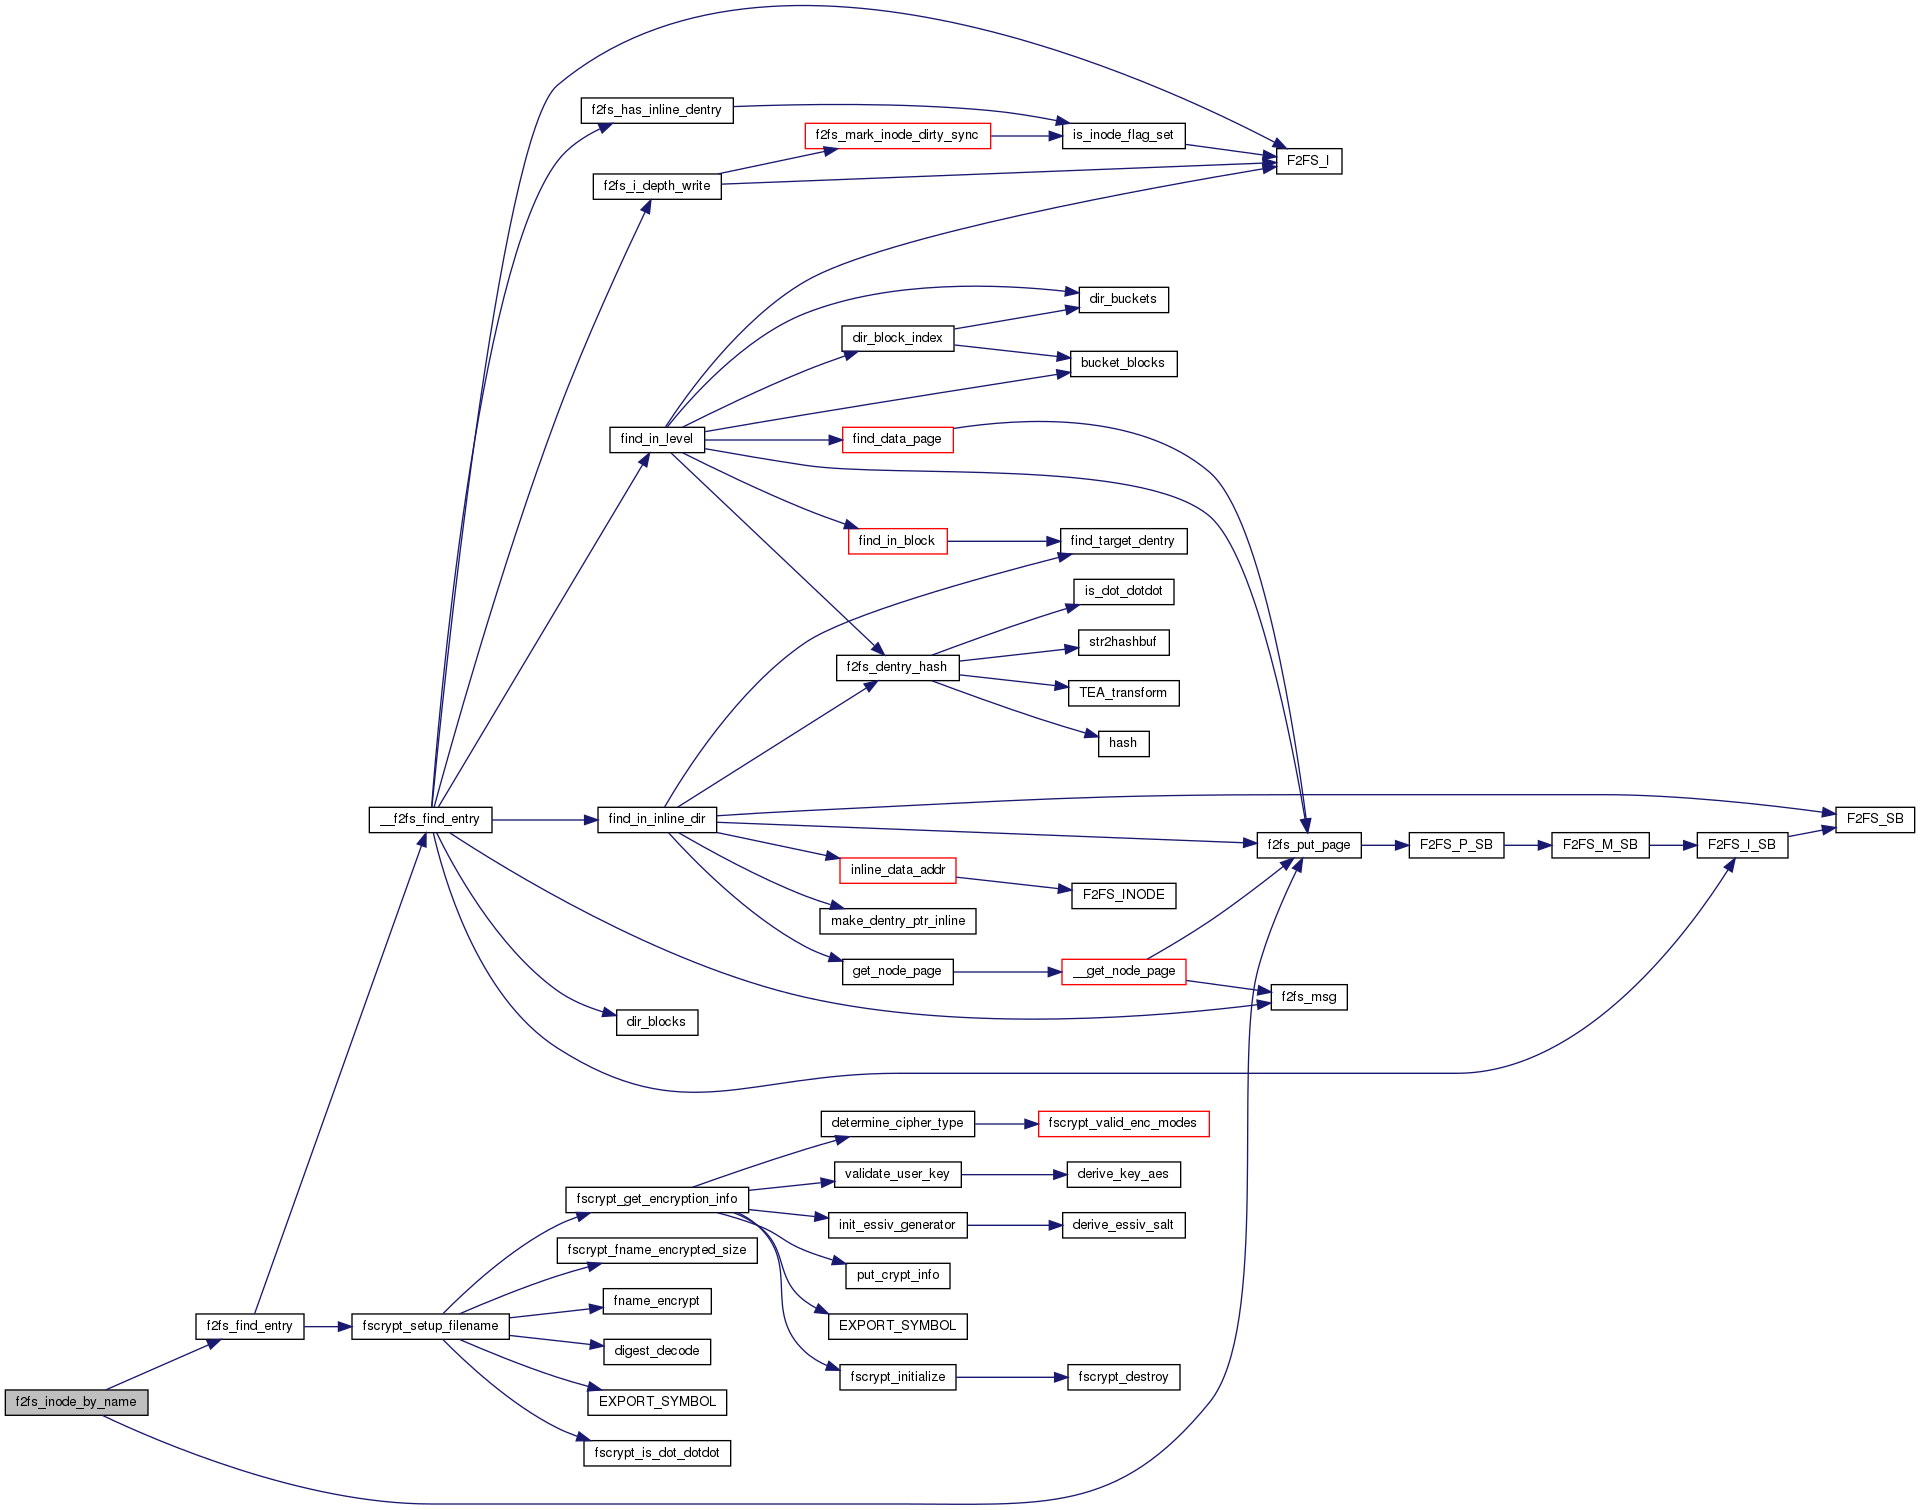 f2fs_has_inline_dentry
f2fs_mark_inode_dirty_sync
is_inode_flag_set
F2FS_I
f2fs_i_depth_write
dir_buckets
dir_block_index
bucket_blocks
find_in_level
find_data_page
find_in_block
find_target_dentry
is_dot_dotdot
str2hashbuf
f2fs_dentry_hash
TEA_transform
hash
__f2fs_find_entry
find_in_inline_dir
F2FS_SB
f2fs_put_page
F2FS_P_SB
F2FS_M_SB
F2FS_I_SB
inline_data_addr
F2FS_INODE
make_dentry_ptr_inline
get_node_page
__get_node_page
f2fs_msg
dir_blocks
determine_cipher_type
fscrypt_valid_enc_modes
validate_user_key
derive_key_aes
fscrypt_get_encryption_info
init_essiv_generator
derive_essiv_salt
fscrypt_fname_encrypted_size
put_crypt_info
fname_encrypt
f2fs_find_entry
fscrypt_setup_filename
EXPORT_SYMBOL
digest_decode
fscrypt_initialize
fscrypt_destroy
f2fs_inode_by_name
EXPORT_SYMBOL
fscrypt_is_dot_dotdot